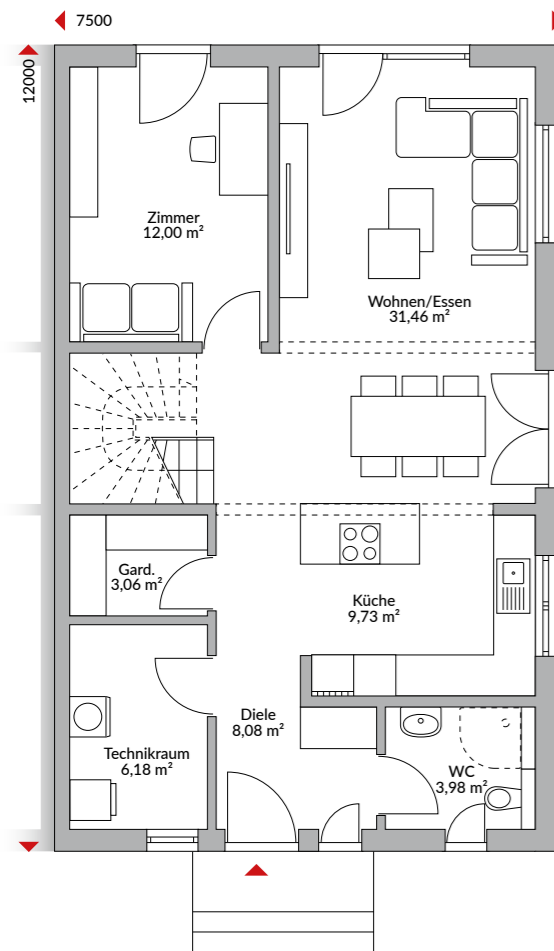 7500
12000
Zimmer
12,00 m²
Wohnen/Essen
31,46 m²
Gard.
3,06 m²
Küche
9,73 m²
Diele
8,08 m²
Technikraum
6,18 m²
WC
3,98 m²